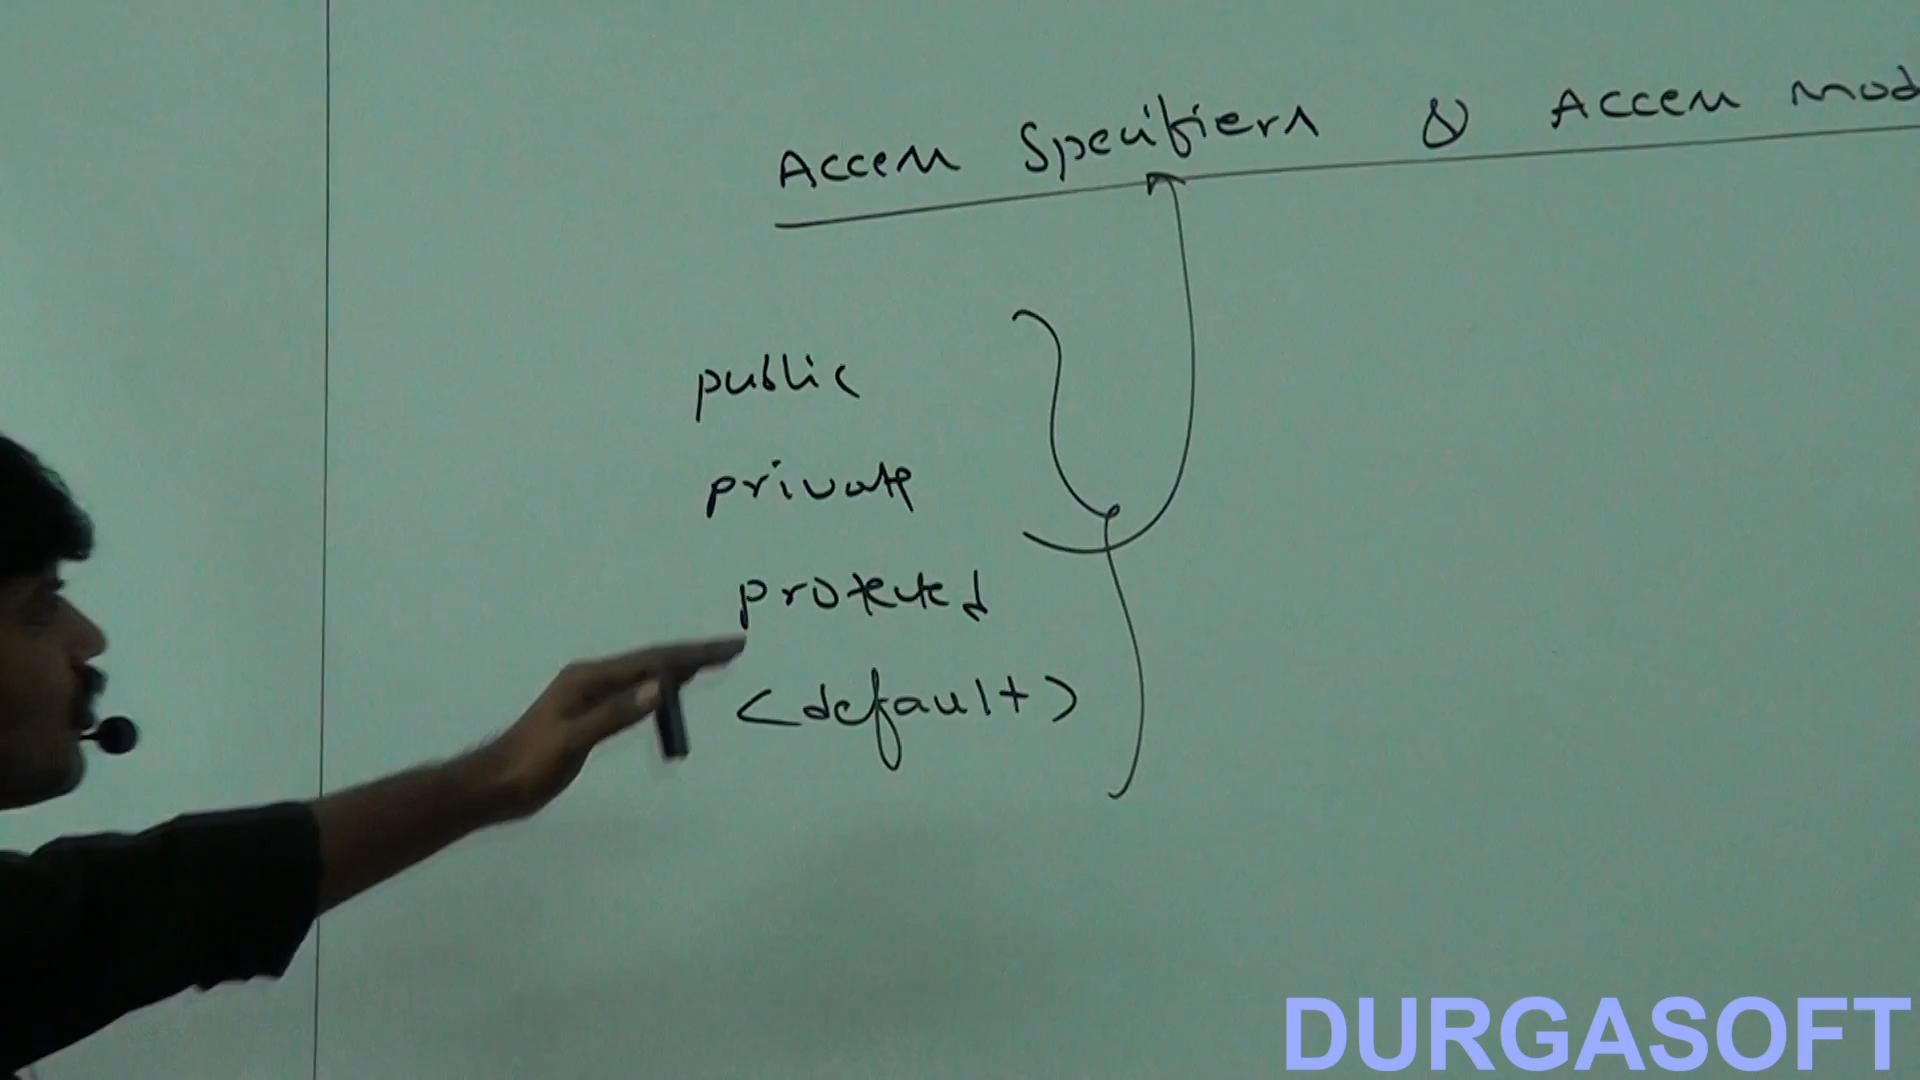 Access Specifiers & Access mod
public
private
protected
<default>
DURGASOFT